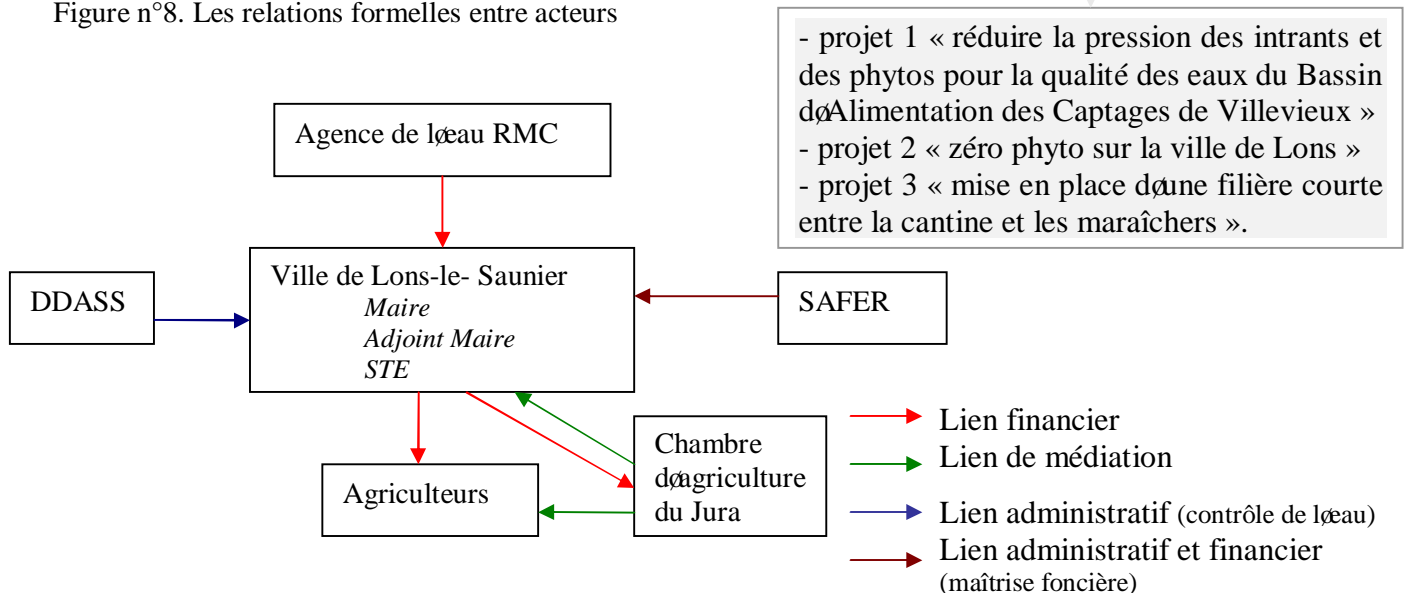 Figure n°8. Les relations formelles entre acteurs
- projet 1 « réduire la pression des intrants et
des phytos pour la qualité des eaux du Bassin
døAlimentation des Captages de Villevieux »
- projet 2 « zéro phyto sur la ville de Lons »
- projet 3 « mise en place døune filière courte
entre la cantine et les maraîchers ».
Agence de løeau RMC
DDASS
Ville de Lons-le- Saunier
Maire
Adjoint Maire
STE
SAFER
Agriculteurs
Chambre
døagriculture
du Jura
Lien financier
Lien de médiation
Lien administratif (contrôle de løeau)
Lien administratif et financier
(maîtrise foncière)